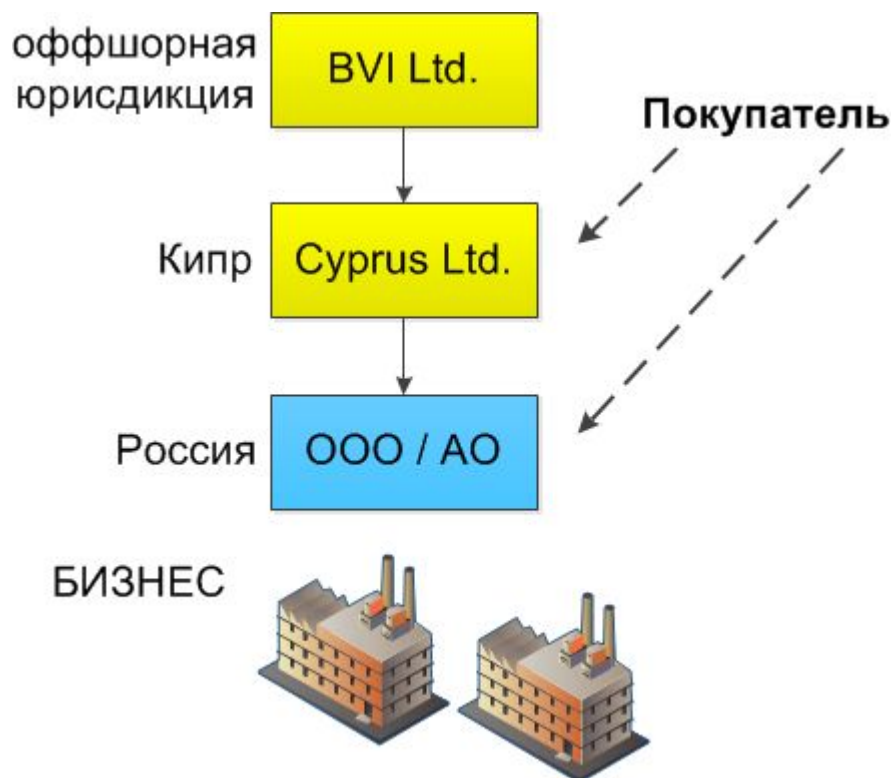 оффшорная
юрисдикция
BVI Ltd.
Покупатель
Кипр
Cyprus Ltd.
Россия
ООО / АО
БИЗНЕС